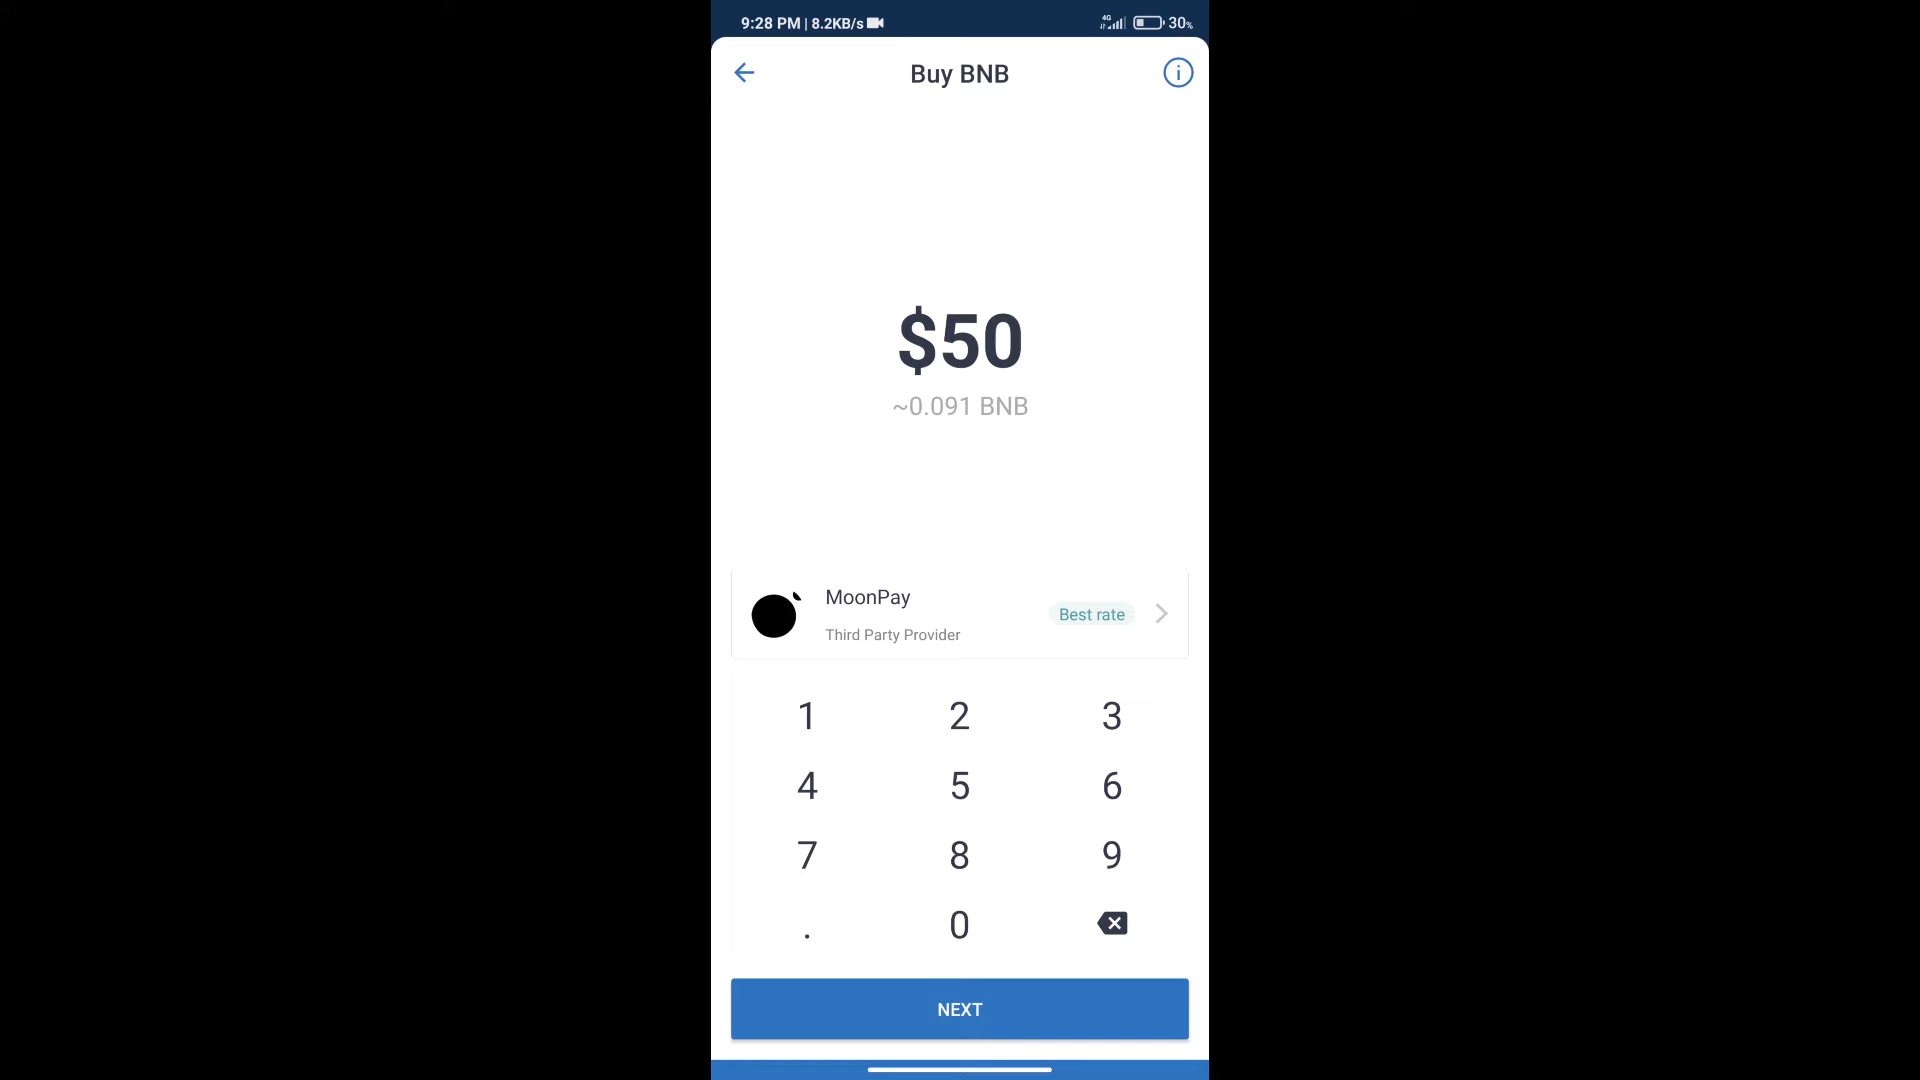 9:28 PM | 8.2KB/s 4G 30%
Buy BNB
$50
~0.091 BNB
MoonPay
Third Party Provider
Best rate
1 2 3
4 5 6
7 8 9
. 0
NEXT